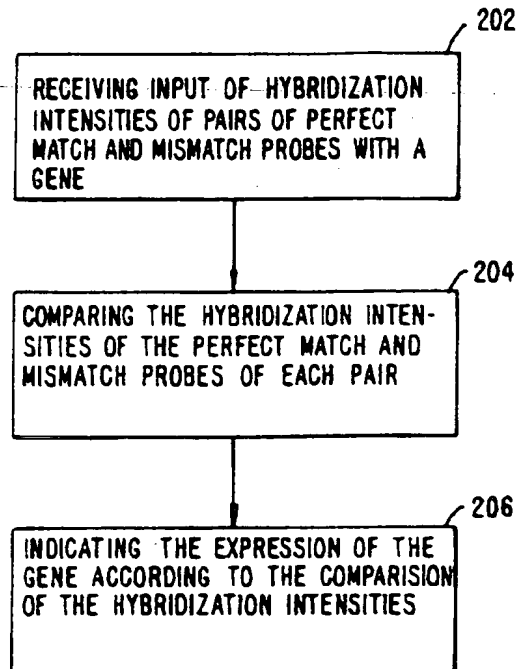 202
RECEIVING INPUT OF HYBRIDIZATION
INTENSITIES OF PAIRS OF PERFECT
MATCH AND MISMATCH PROBES WITH A
GENE
204
COMPARING THE HYBRIDIZATION INTEN-
SITIES OF THE PERFECT MATCH AND
MISMATCH PROBES OF EACH PAIR
206
INDICATING THE EXPRESSION OF THE
GENE ACCORDING TO THE COMPARISION
OF THE HYBRIDIZATION INTENSITIES